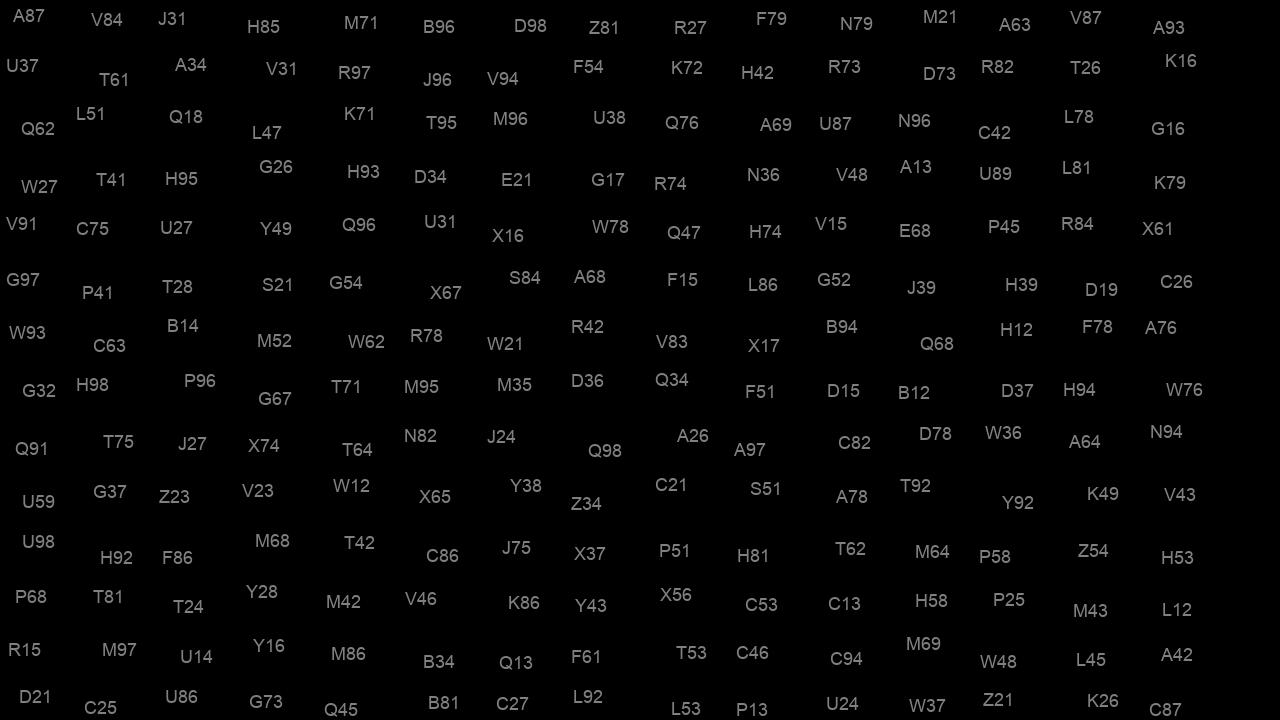 A87 V84 J31 H85 M71 B96 D98 Z81 R27 F79 N79 M21 A63 V87 A93
U37 T61 A34 V31 R97 J96 V94 F54 K72 H42 R73 D73 R82 T26 K16
Q62 L51 Q18 L47 K71 T95 M96 U38 Q76 A69 U87 N96 C42 L78 G16
W27 T41 H95 G26 H93 D34 E21 G17 R74 N36 V48 A13 U89 L81 K79
V91 C75 U27 Y49 Q96 U31 X16 W78 Q47 H74 V15 E68 P45 R84 X61
G97 P41 T28 S21 G54 X67 S84 A68 F15 L86 G52 J39 H39 D19 C26
W93 C63 B14 M52 W62 R78 W21 R42 V83 X17 B94 Q68 H12 F78 A76
G32 H98 P96 G67 T71 M95 M35 D36 Q34 F51 D15 B12 D37 H94 W76
Q91 T75 J27 X74 T64 N82 J24 Q98 A26 A97 C82 D78 W36 A64 N94
U59 G37 Z23 V23 W12 X65 Y38 Z34 C21 S51 A78 T92 Y92 K49 V43
U98 H92 F86 M68 T42 C86 J75 X37 P51 H81 T62 M64 P58 Z54 H53
P68 T81 T24 Y28 M42 V46 K86 Y43 X56 C53 C13 H58 P25 M43 L12
R15 M97 U14 Y16 M86 B34 Q13 F61 T53 C46 C94 M69 W48 L45 A42
D21 C25 U86 G73 Q45 B81 C27 L92 L53 P13 U24 W37 Z21 K26 C87